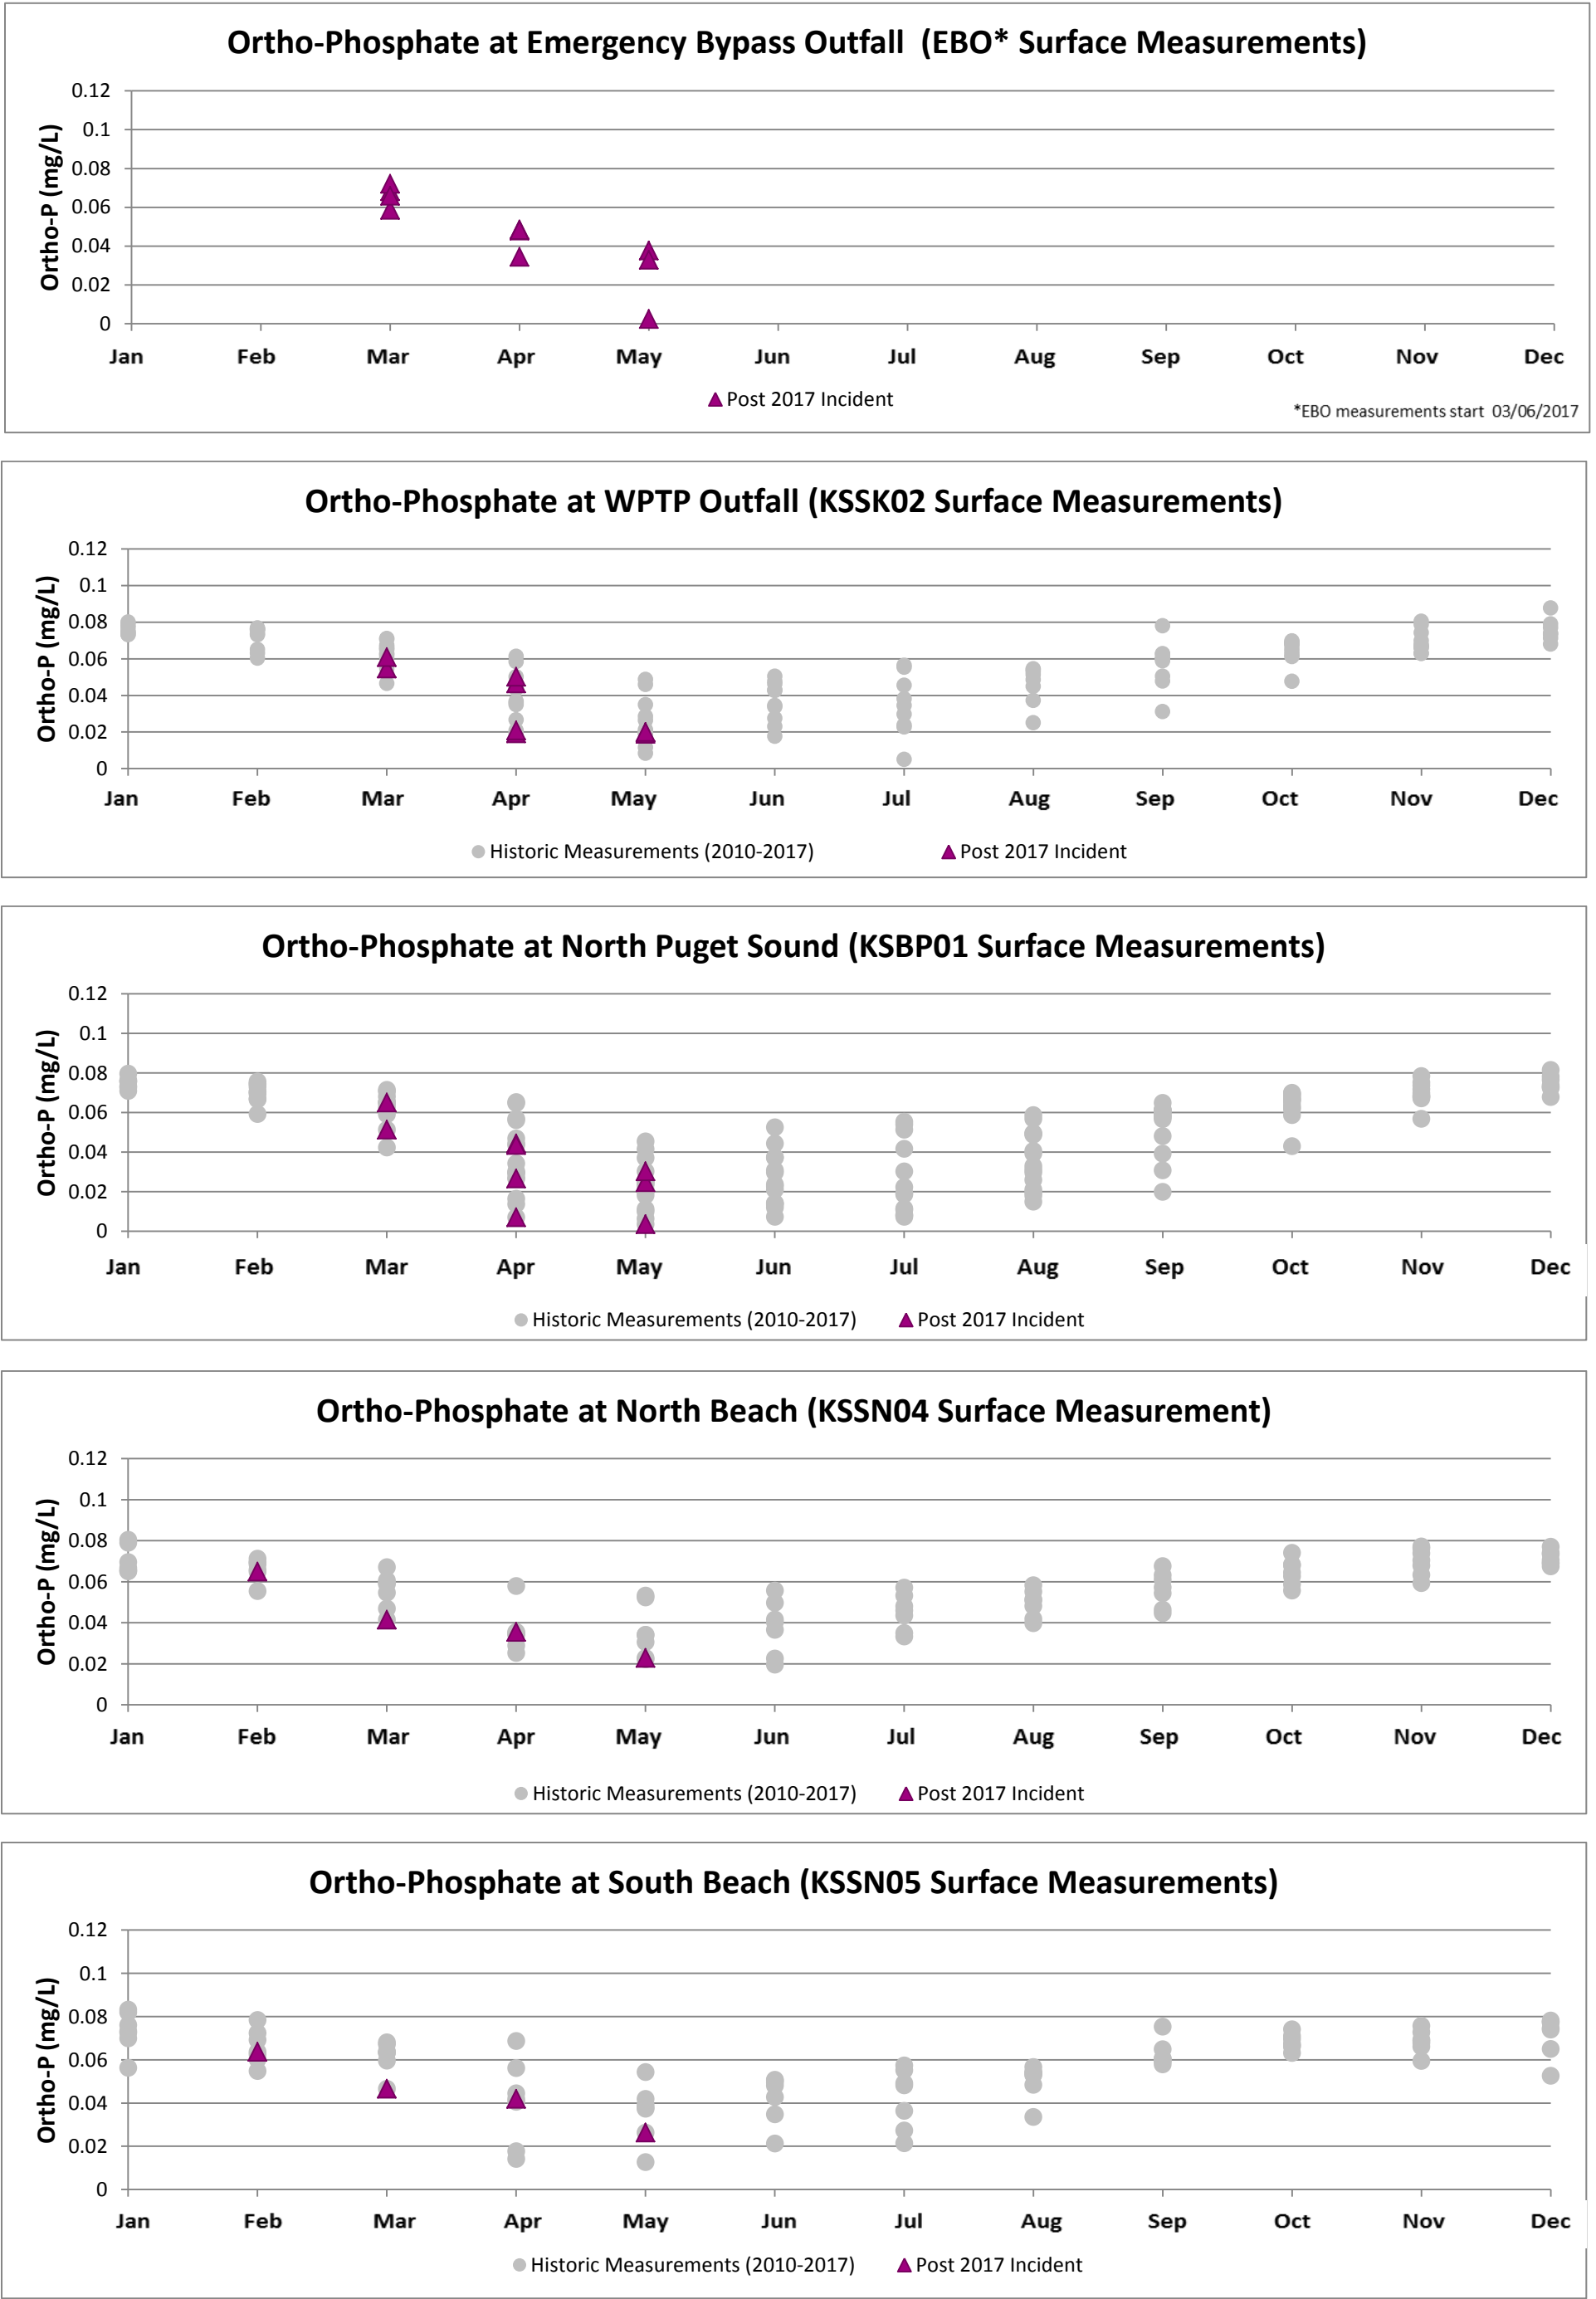 Ortho-Phosphate at Emergency Bypass Outfall (EBO* Surface Measurements)
Ortho-P (mg/L)
0.12
0.1
0.08
0.06
0.04
0.02
0
Jan Feb Mar Apr May Jun Jul Aug Sep Oct Nov Dec
Post 2017 Incident
*EBO measurements start 03/06/2017
Ortho-Phosphate at WPTP Outfall (KSSK02 Surface Measurements)
Ortho-P (mg/L)
0.12
0.1
0.08
0.06
0.04
0.02
0
Jan Feb Mar Apr May Jun Jul Aug Sep Oct Nov Dec
Historic Measurements (2010-2017) Post 2017 Incident
Ortho-Phosphate at North Puget Sound (KSBP01 Surface Measurements)
Ortho-P (mg/L)
0.12
0.1
0.08
0.06
0.04
0.02
0
Jan Feb Mar Apr May Jun Jul Aug Sep Oct Nov Dec
Historic Measurements (2010-2017) Post 2017 Incident
Ortho-Phosphate at North Beach (KSSN04 Surface Measurement)
Ortho-P (mg/L)
0.12
0.1
0.08
0.06
0.04
0.02
0
Jan Feb Mar Apr May Jun Jul Aug Sep Oct Nov Dec
Historic Measurements (2010-2017) Post 2017 Incident
Ortho-Phosphate at South Beach (KSSN05 Surface Measurements)
Ortho-P (mg/L)
0.12
0.1
0.08
0.06
0.04
0.02
0
Jan Feb Mar Apr May Jun Jul Aug Sep Oct Nov Dec
Historic Measurements (2010-2017) Post 2017 Incident